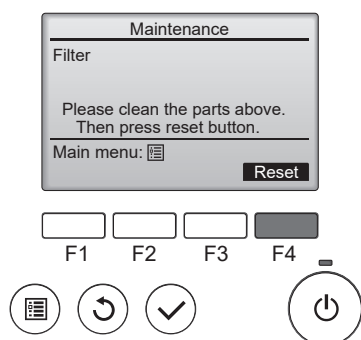 Maintenance
Filter
Please clean the parts above.
Then press reset button.
Main menu:
Reset
F1 F2 F3 F4